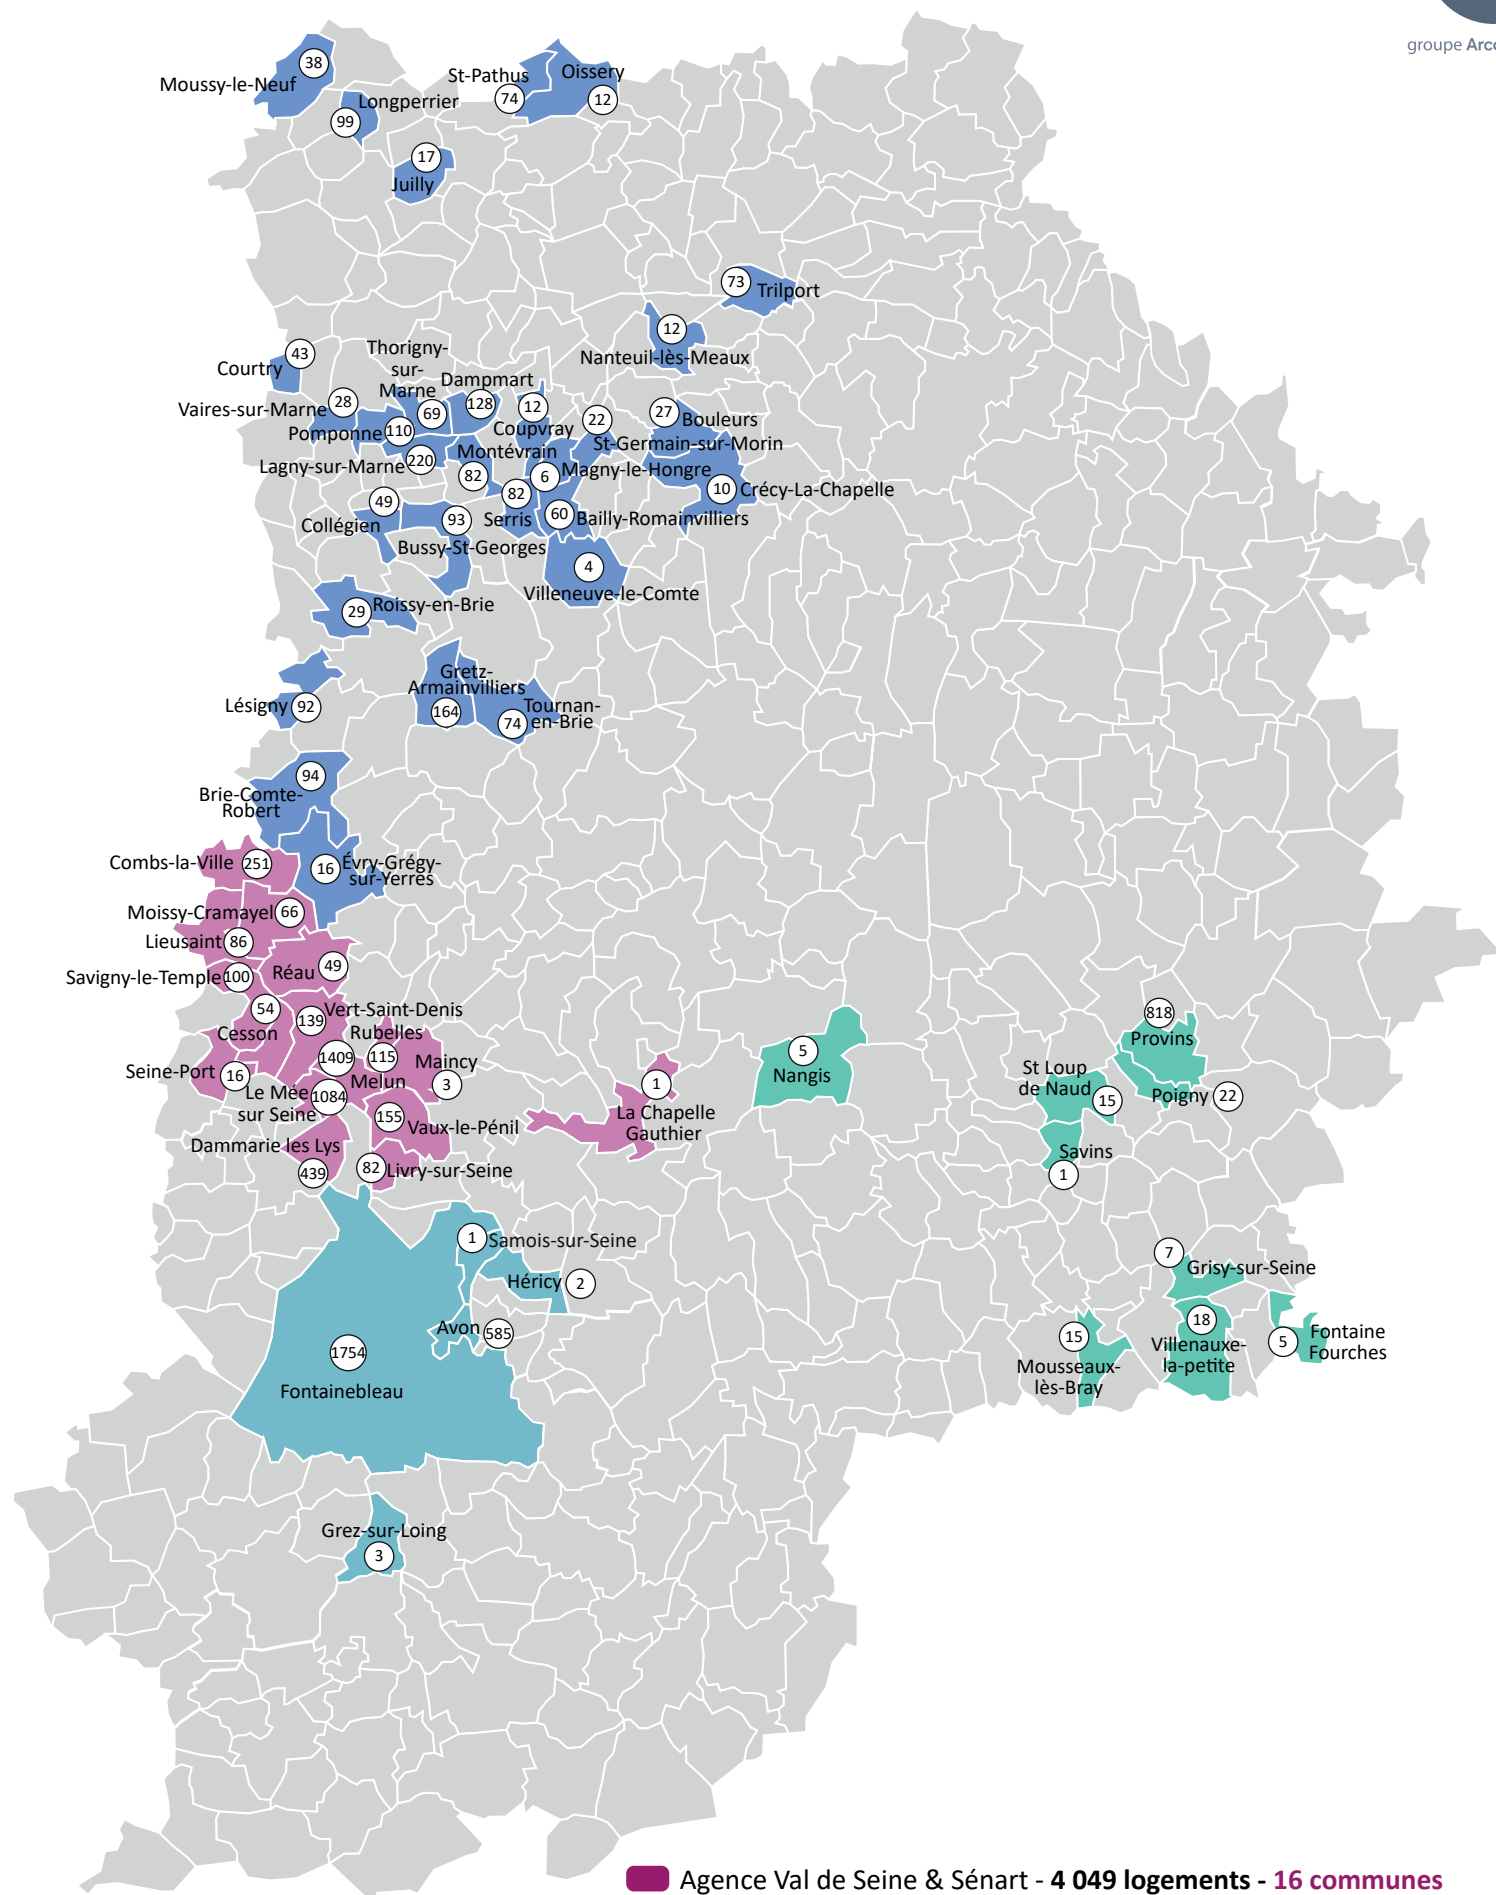 groupe Arc
38
Moussy-le-Neuf
St-Pathus
Oissery
74
12
Longperrier
99
17
Juilly
73
Trilport
12
Nanteuil-lès-Meaux
43
Courtry
Thorigny-
sur-
Marne
69
Dampmart
128
Vaires-sur-Marne
28
Pomponne
110
12
Coupvray
22
St-Germain-sur-Morin
27
Bouleurs
Lagny-sur-Marne
220
Montévrain
82
6
Magny-le-Hongre
10
Crécy-La-Chapelle
49
Collégien
93
Bussy-St-Georges
82
Serris
60
Bailly-Romainvilliers
4
Villeneuve-le-Comte
29
Roissy-en-Brie
Lésigny
92
Gretz-
Armainvilliers
164
Tournan-
en-Brie
74
94
Brie-Comte-
Robert
Combs-la-Ville
251
16
Évry-Grégy-
sur-Yerres
Moissy-Cramayel
66
Lieusaint
86
Savigny-le-Temple
100
Réau
49
54
Cesson
139
Vert-Saint-Denis
Rubelles
115
1409
Melun
Maincy
3
Seine-Port
16
Le Mée
sur Seine
1084
155
Vaux-le-Pénil
Dammarie les Lys
439
82
Livry-sur-Seine
1
La Chapelle
Gauthier
5
Nangis
818
Provins
St Loup
de Naud
15
Poigny
22
Savins
1
1
Samois-sur-Seine
Héricy
2
Avon
585
1754
Fontainebleau
7
Grisy-sur-Seine
15
Mousseaux-
lès-Bray
18
Villenauxe-
la-petite
5
Fontaine
Fourches
Grez-sur-Loing
3
Agence Val de Seine & Sénart - 4 049 logements - 16 communes